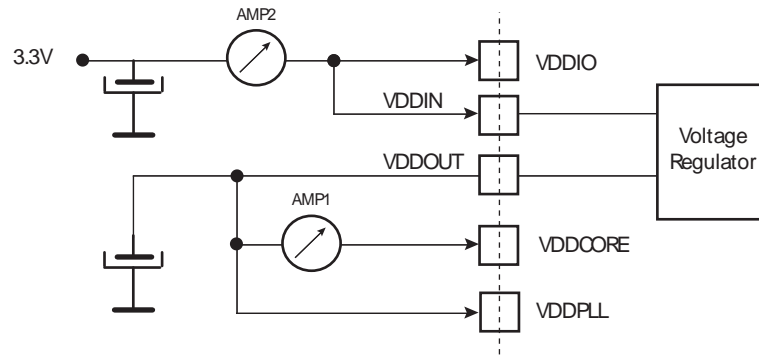 AMP2
3.3V
VDDIO
VDDIN
Voltage
Regulator
VDDOUT
AMP1
VDDCORE
VDDPLL